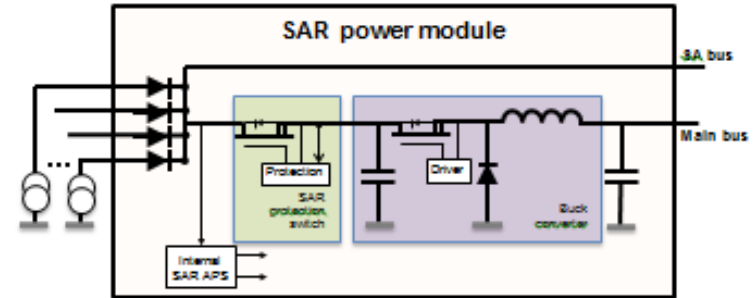 SAR power module
SA bus
Main bus
...
Protection
Driver
SAR
protection
switch
Buck
converter
Internal
SAR APS